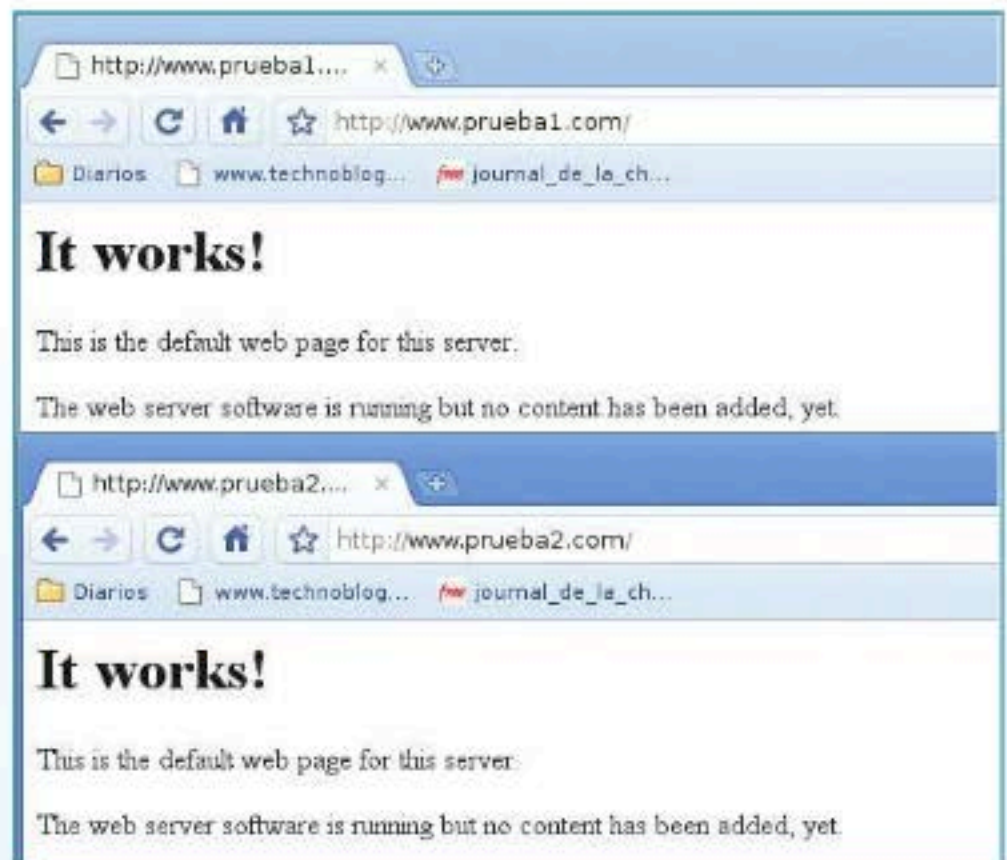 http://www.prueba1....
http://www.prueba1.com/
Diarios www.technoblog... free journal_de_la_ch...
It works!
This is the default web page for this server.
The web server software is running but no content has been added, yet.
http://www.prueba2....
http://www.prueba2.com/
Diarios www.technoblog... free journal_de_la_ch...
It works!
This is the default web page for this server
The web server software is running but no content has been added, yet.